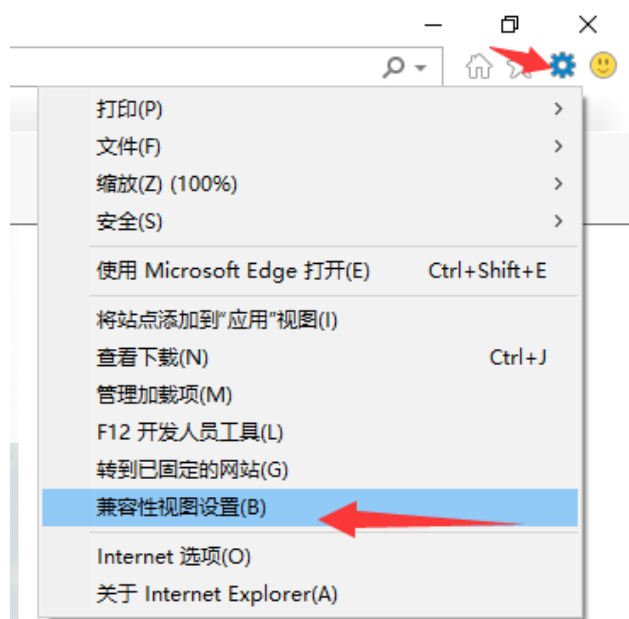 打印(P)
文件(F)
缩放(Z) (100%)
安全(S)
使用 Microsoft Edge 打开(E) Ctrl+Shift+E
将站点添加到“应用”视图(I)
查看下载(N) Ctrl+J
管理加载项(M)
F12 开发人员工具(L)
转到已固定的网站(G)
兼容性视图设置(B)
Internet 选项(O)
关于 Internet Explorer(A)